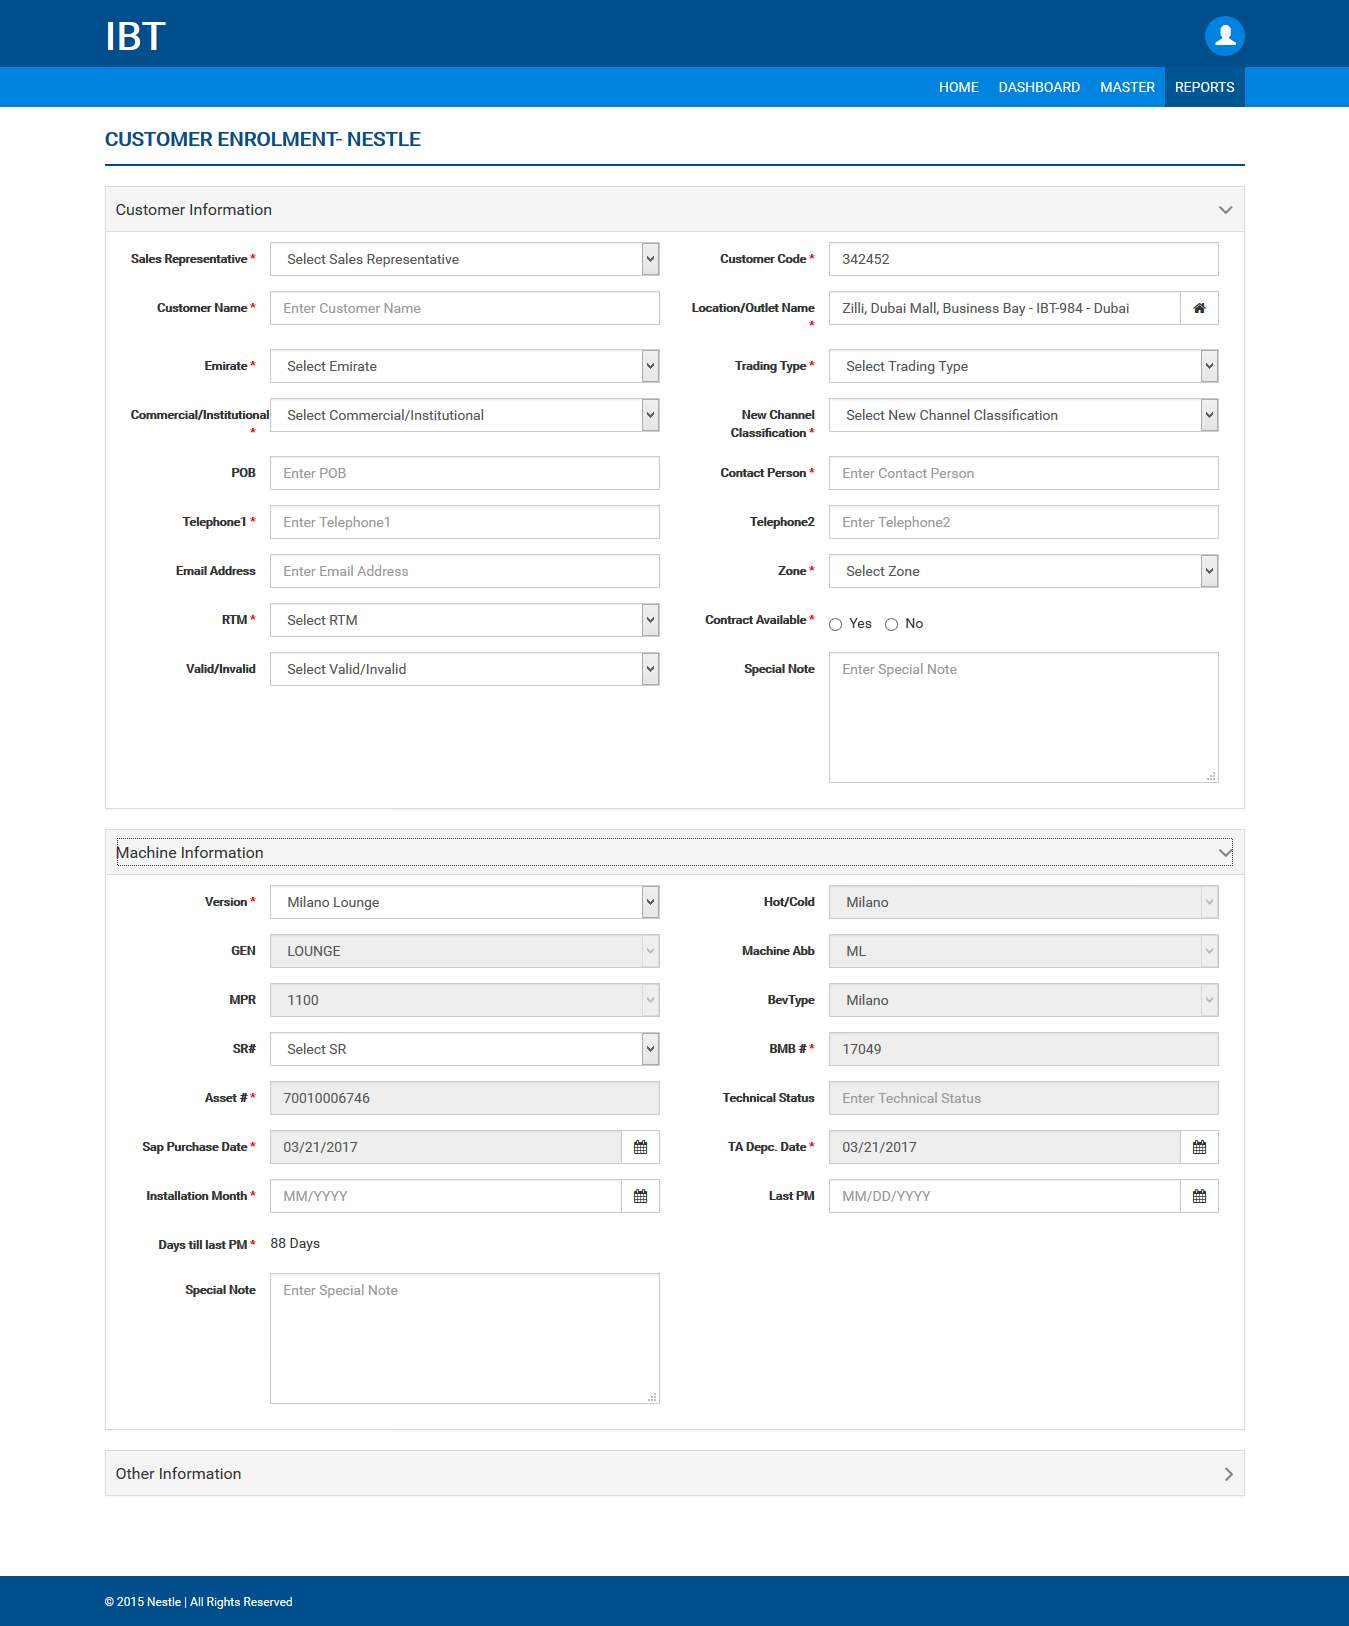 IBT
HOME DASHBOARD MASTER REPORTS
CUSTOMER ENROLMENT- NESTLE
Customer Information
Sales Representative * Select Sales Representative
Customer Code * 342452
Customer Name * Enter Customer Name
Location/Outlet Name * Zilli, Dubai Mall, Business Bay - IBT-984 - Dubai
Emirate * Select Emirate
Trading Type * Select Trading Type
Commercial/Institutional * Select Commercial/Institutional
New Channel Classification * Select New Channel Classification
POB Enter POB
Contact Person * Enter Contact Person
Telephone1 * Enter Telephone1
Telephone2 Enter Telephone2
Email Address Enter Email Address
Zone * Select Zone
RTM * Select RTM
Contract Available * Yes No
Valid/Invalid Select Valid/Invalid
Special Note Enter Special Note
Machine Information
Version * Milano Lounge
Hot/Cold Milano
GEN LOUNGE
Machine Abb ML
MPR 1100
BevType Milano
SR# Select SR
BMB # * 17049
Asset # * 70010006746
Technical Status Enter Technical Status
Sap Purchase Date * 03/21/2017
TA Depc. Date * 03/21/2017
Installation Month * MM/YYYY
Last PM MM/DD/YYYY
Days till last PM * 88 Days
Special Note Enter Special Note
Other Information
© 2015 Nestle | All Rights Reserved